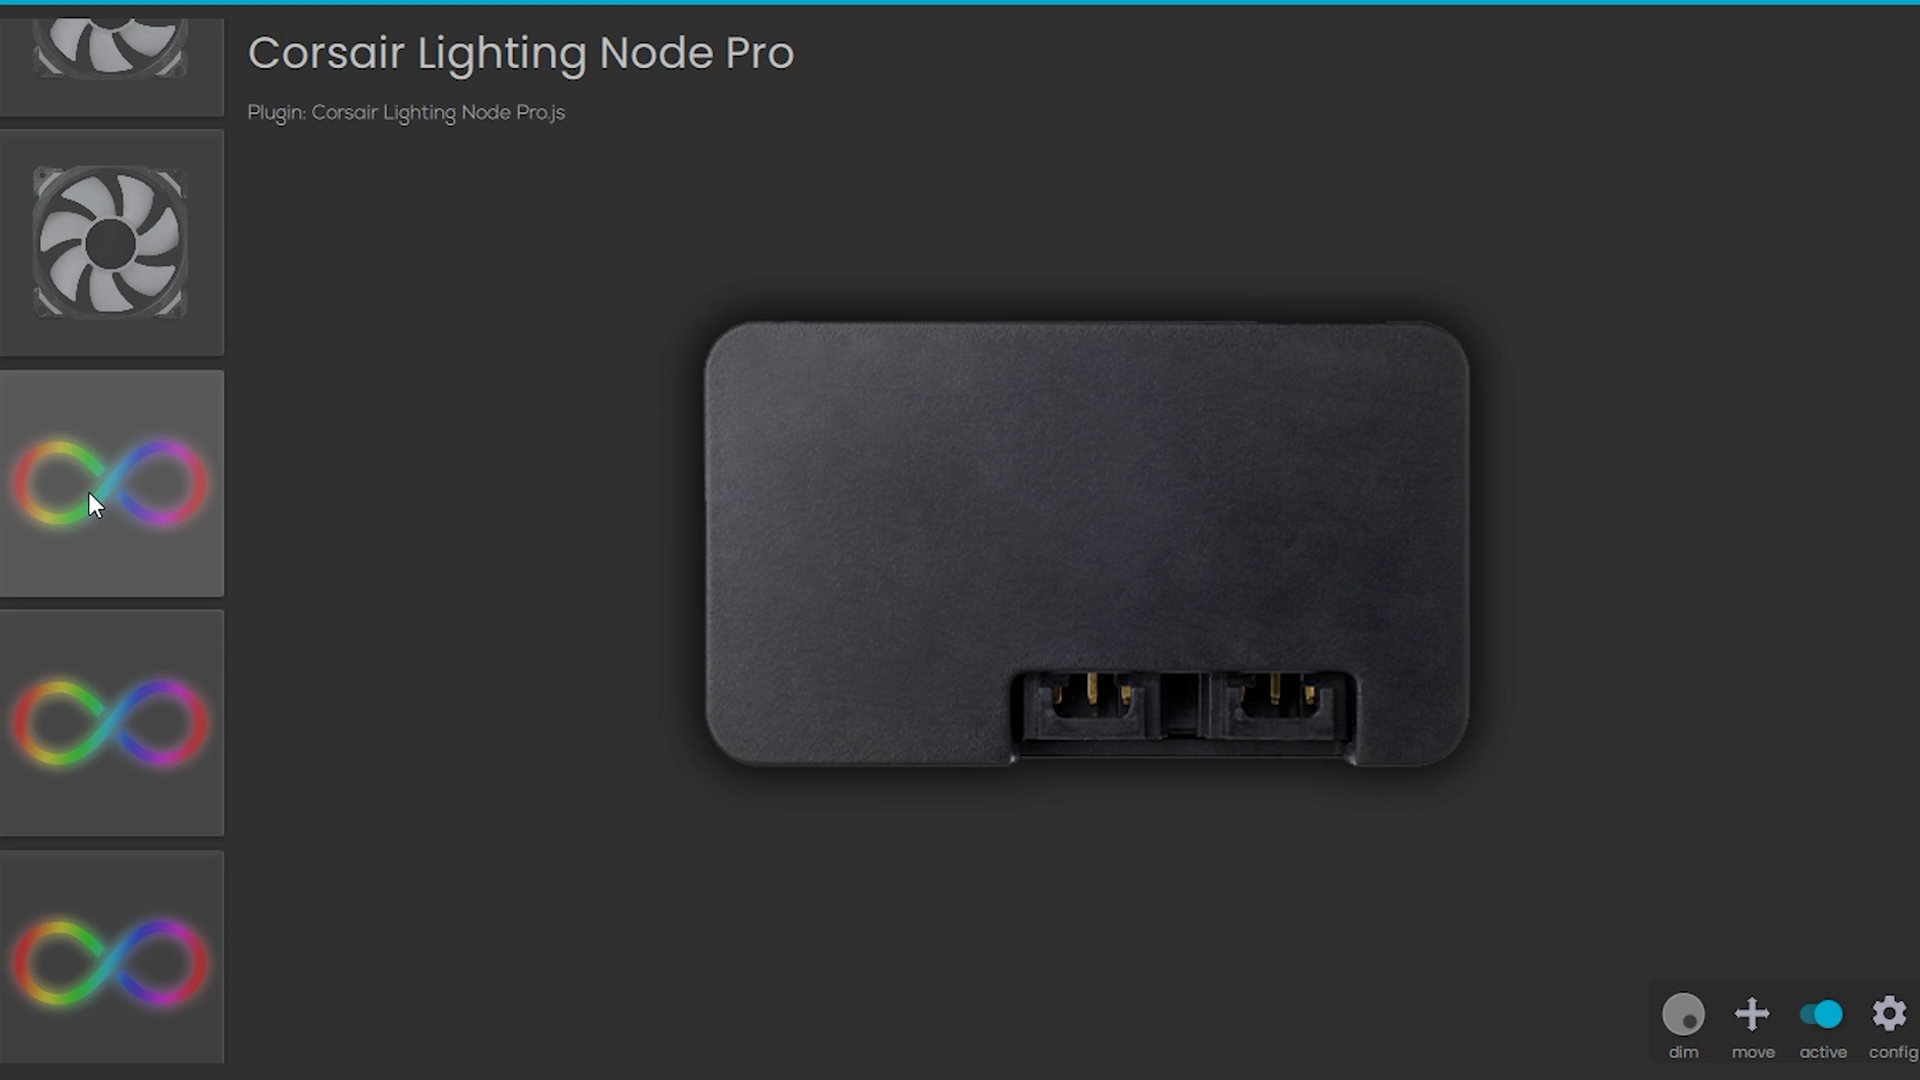 Corsair Lighting Node Pro
Plugin: Corsair Lighting Node Pro.js
dim
move
active
config